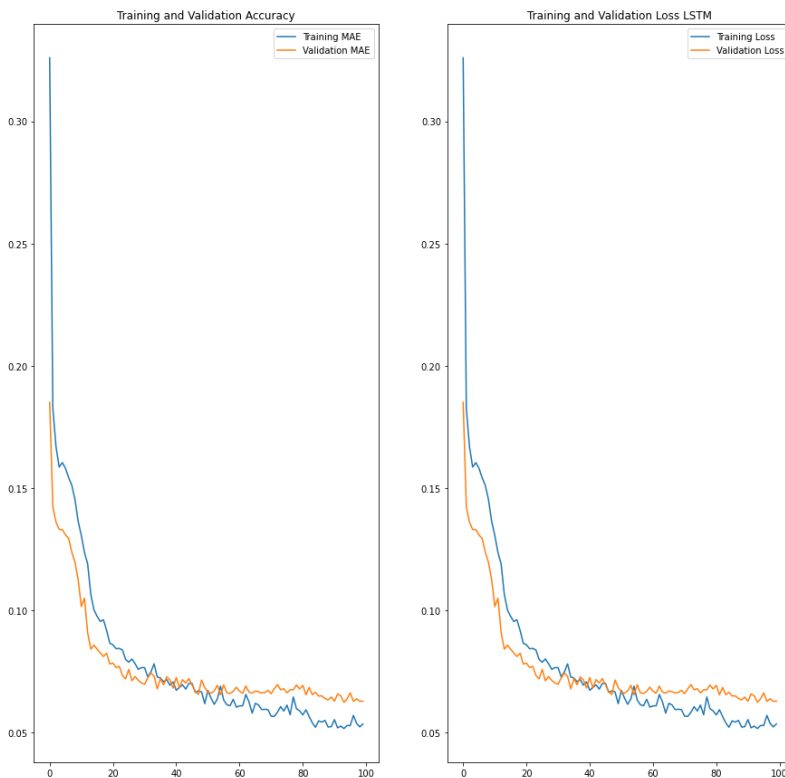 Training and Validation Accuracy
Training MAE
Validation MAE
0.30
0.25
0.20
0.15
0.10
0.05
0 20 40 60 80 100
Training and Validation Loss LSTM
Training Loss
Validation Loss
0.30
0.25
0.20
0.15
0.10
0.05
0 20 40 60 80 100